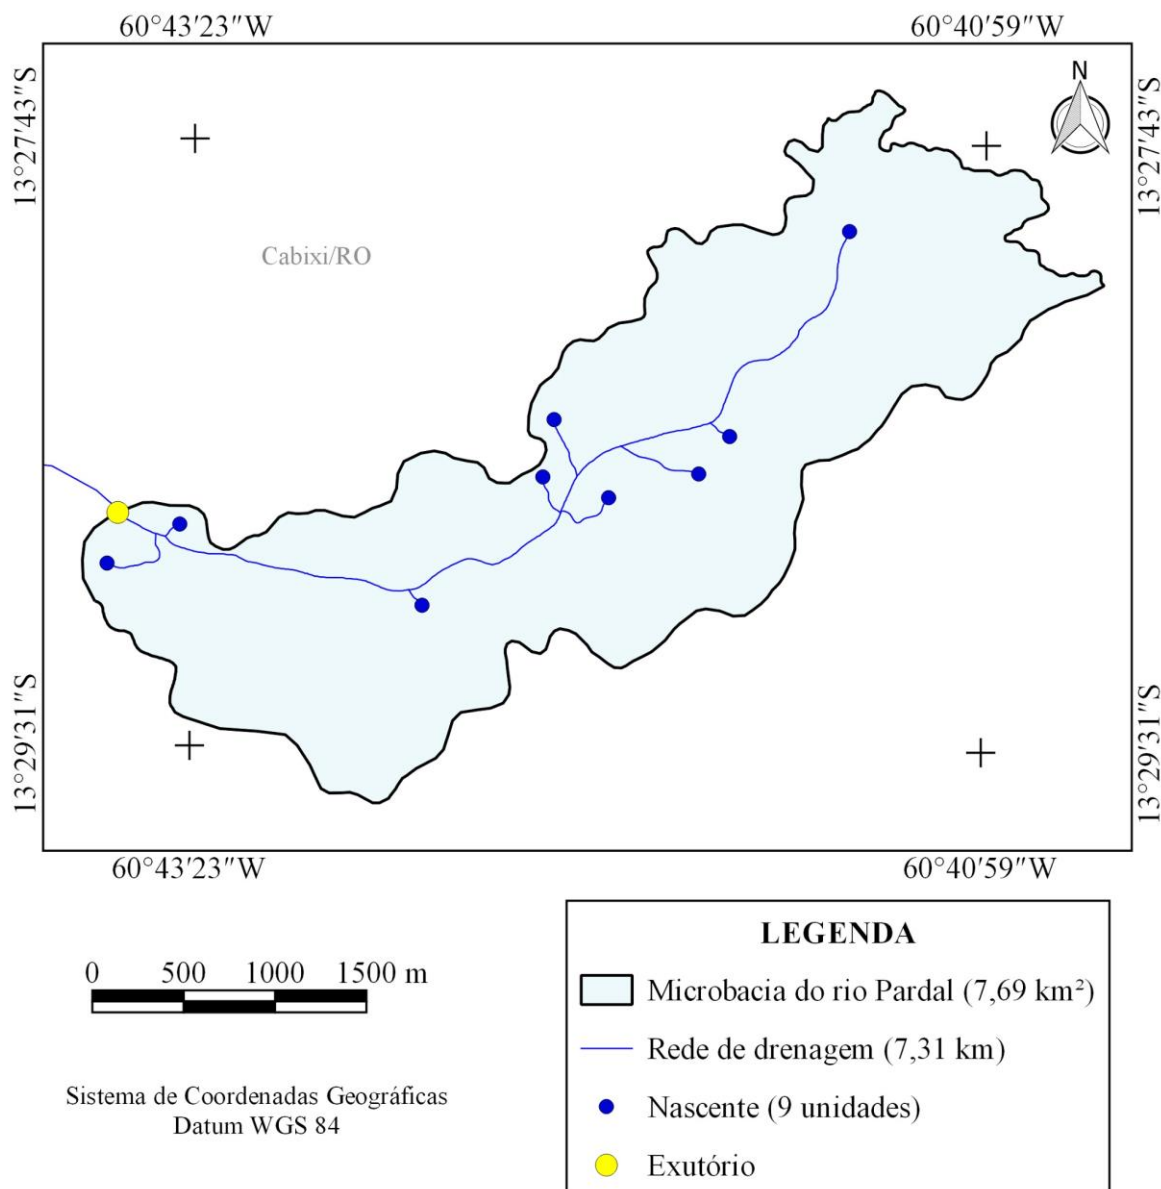 60°43′23″W
60°40′59″W
13°27′43″S
13°27′43″S
N
Cabixi/RO
13°29′31″S
13°29′31″S
60°43′23″W
60°40′59″W
0 500 1000 1500 m
Sistema de Coordenadas Geográficas
Datum WGS 84
LEGENDA
Microbacia do rio Pardal (7,69 km²)
Rede de drenagem (7,31 km)
Nascente (9 unidades)
Exutório